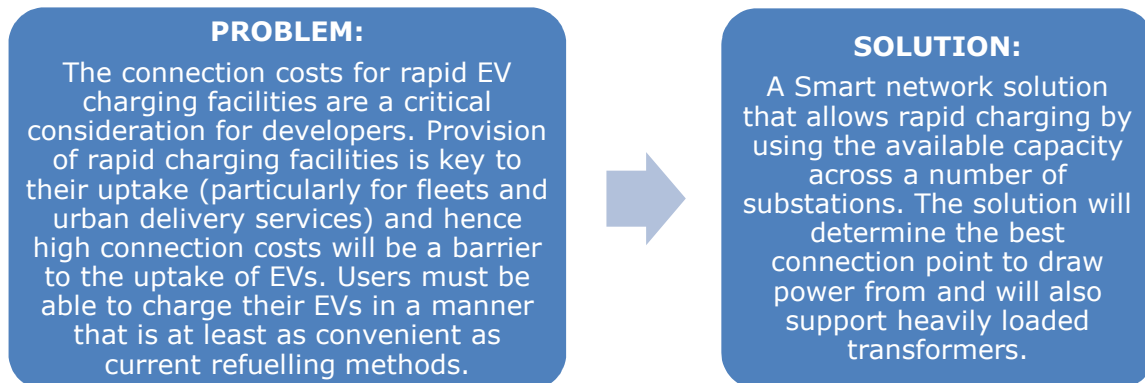 PROBLEM:
The connection costs for rapid EV
charging facilities are a critical
consideration for developers. Provision
of rapid charging facilities is key to
their uptake (particularly for fleets and
urban delivery services) and hence
high connection costs will be a barrier
to the uptake of EVs. Users must be
able to charge their EVs in a manner
that is at least as convenient as
current refuelling methods.
SOLUTION:
A Smart network solution
that allows rapid charging by
using the available capacity
across a number of
substations. The solution will
determine the best
connection point to draw
power from and will also
support heavily loaded
transformers.